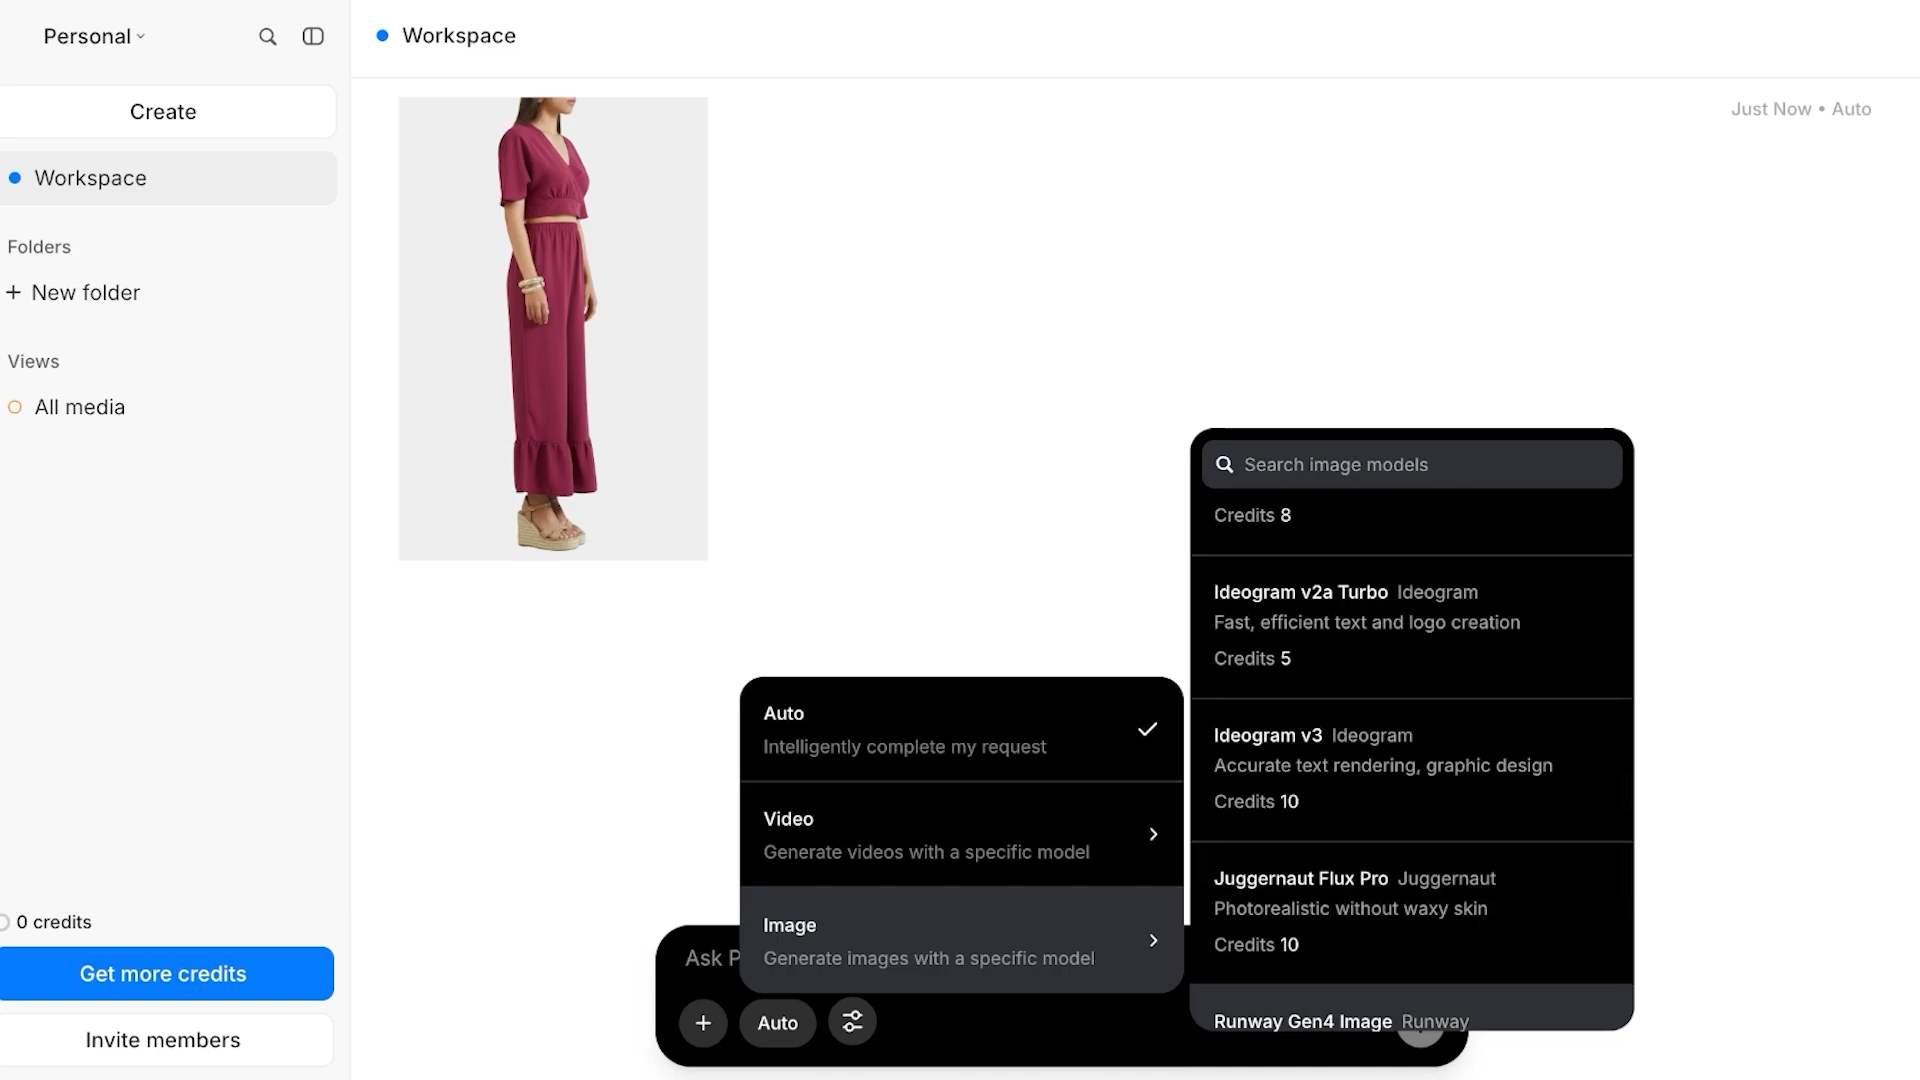 Personal
Create
Workspace
Folders
+ New folder
Views
All media
0 credits
Get more credits
Invite members
Workspace
Just Now • Auto
Search image models
Credits 8
Ideogram v2a Turbo Ideogram
Fast, efficient text and logo creation
Credits 5
Ideogram v3 Ideogram
Accurate text rendering, graphic design
Credits 10
Juggernaut Flux Pro Juggernaut
Photorealistic without waxy skin
Credits 10
Runway Gen4 Image Runway
Auto
Intelligently complete my request
Video
Generate videos with a specific model
Image
Generate images with a specific model
Ask P
Auto